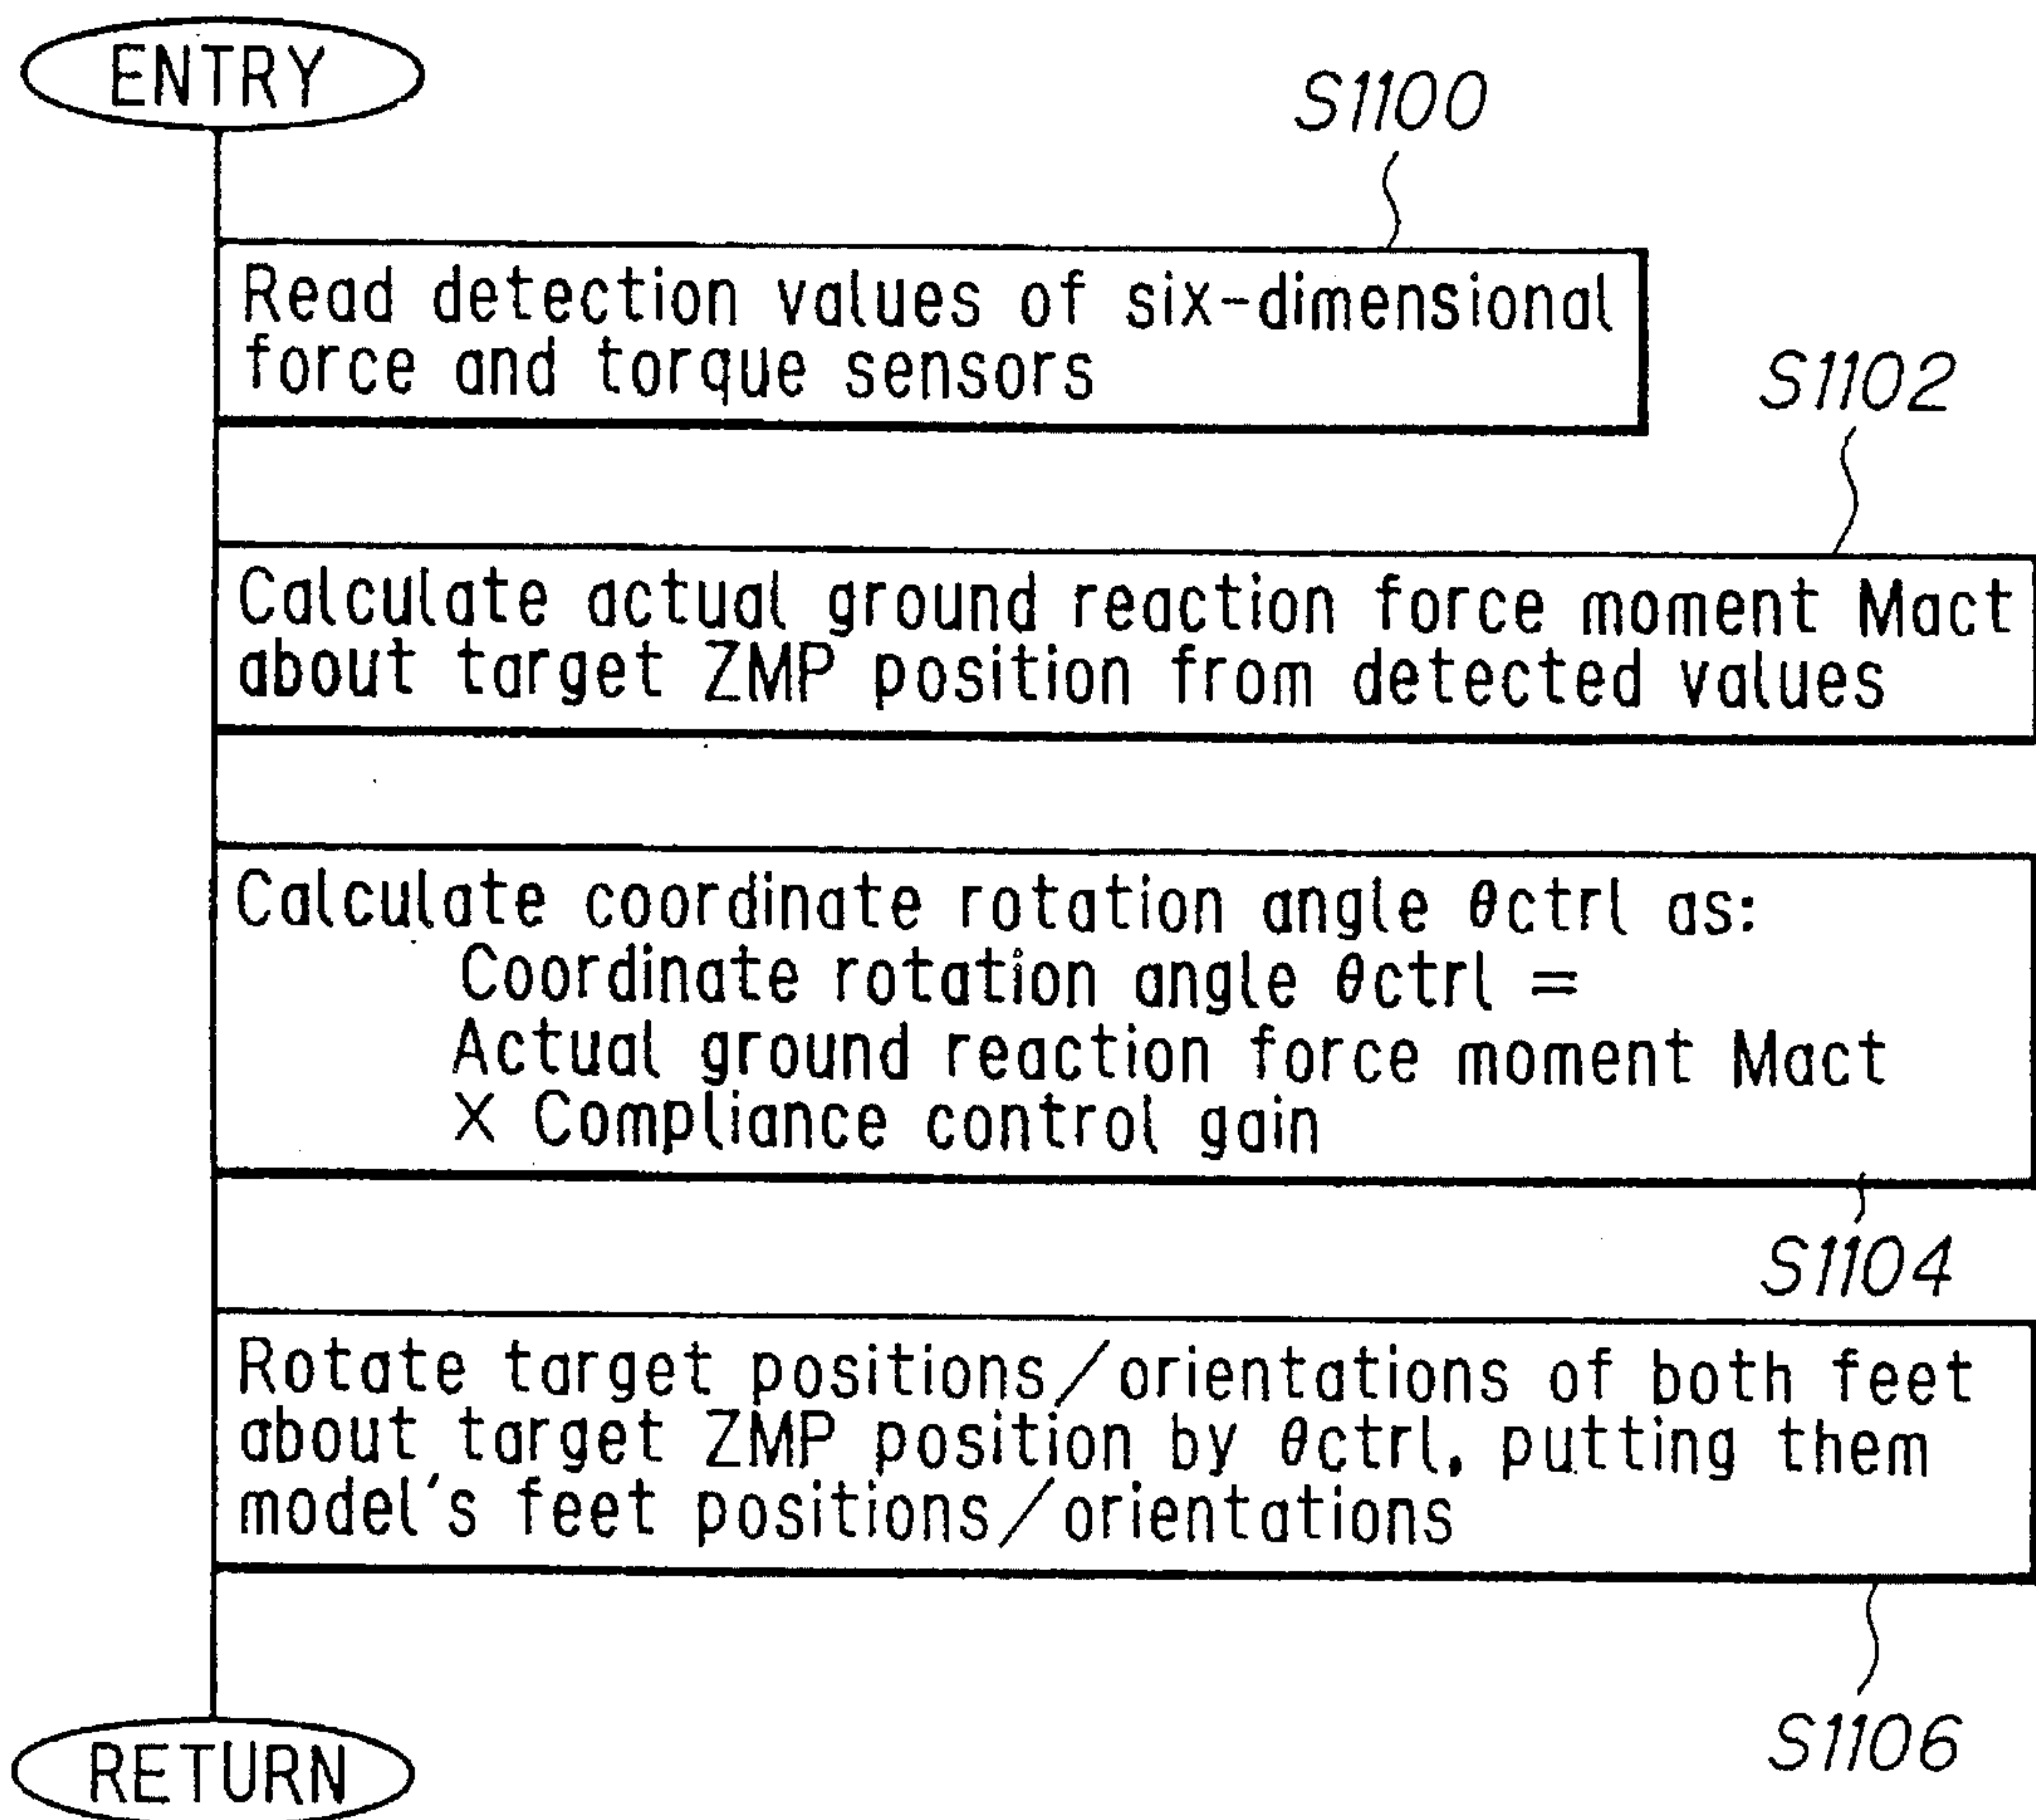 ENTRY
S1100
Read detection values of six-dimensional
force and torque sensors
S1102
Calculate actual ground reaction force moment Mact
about target ZMP position from detected values
Calculate coordinate rotation angle θctrl as:
Coordinate rotation angle θctrl =
Actual ground reaction force moment Mact
× Compliance control gain
S1104
Rotate target positions/orientations of both feet
about target ZMP position by θctrl, putting them
model's feet positions/orientations
S1106
RETURN